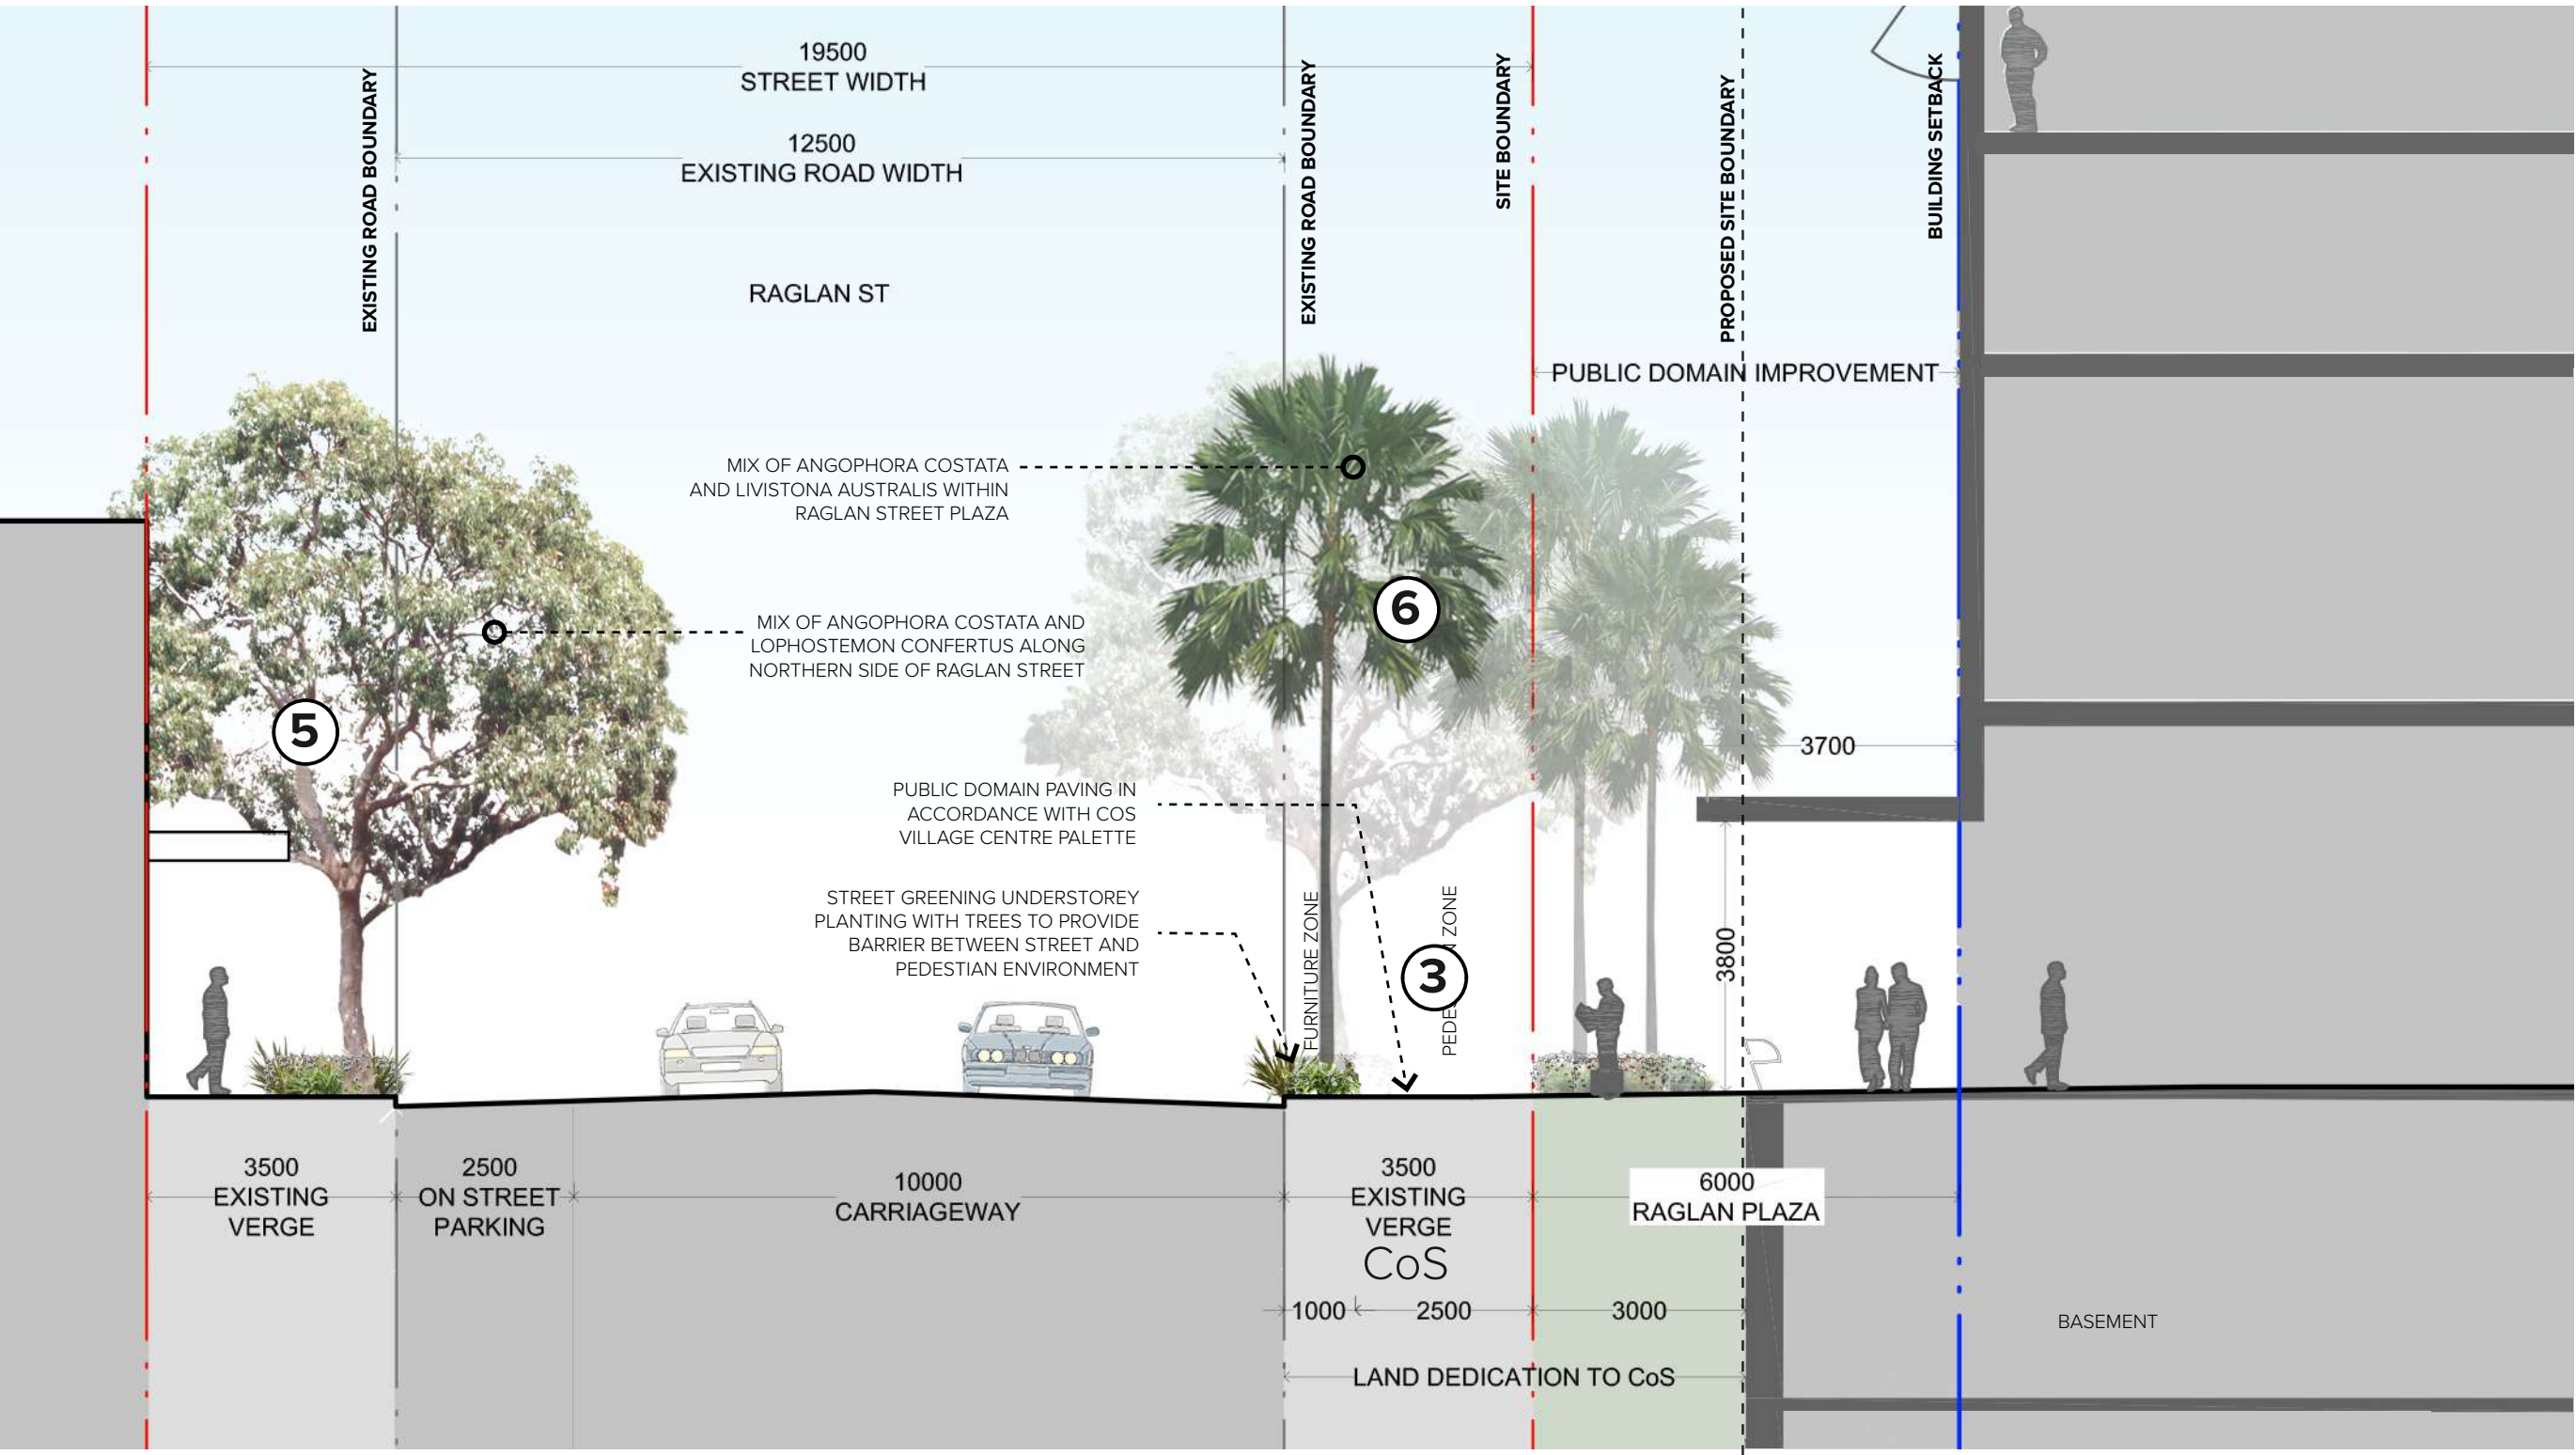 19500
STREET WIDTH
12500
EXISTING ROAD WIDTH
EXISTING ROAD BOUNDARY
EXISTING ROAD BOUNDARY
SITE BOUNDARY
PROPOSED SITE BOUNDARY
BUILDING SETBACK
RAGLAN ST
PUBLIC DOMAIN IMPROVEMENT
MIX OF ANGOPHORA COSTATA
AND LIVISTONA AUSTRALIS WITHIN
RAGLAN STREET PLAZA
6
MIX OF ANGOPHORA COSTATA AND
LOPHOSTEMON CONFERTUS ALONG
NORTHERN SIDE OF RAGLAN STREET
5
3700
PUBLIC DOMAIN PAVING IN
ACCORDANCE WITH COS
VILLAGE CENTRE PALETTE
STREET GREENING UNDERSTOREY
PLANTING WITH TREES TO PROVIDE
BARRIER BETWEEN STREET AND
PEDESTIAN ENVIRONMENT
FURNITURE ZONE
3
ZONE
3800
3500
EXISTING
VERGE
2500
ON STREET
PARKING
10000
CARRIAGEWAY
3500
EXISTING
VERGE
CoS
6000
RAGLAN PLAZA
1000
2500
3000
LAND DEDICATION TO CoS
BASEMENT